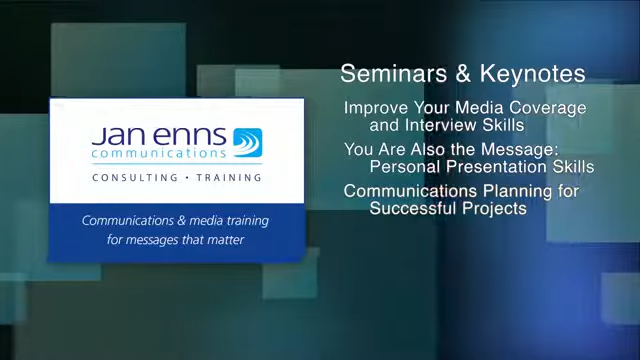 jan enns
communications
CONSULTING • TRAINING
Communications & media training
for messages that matter
Seminars & Keynotes
Improve Your Media Coverage
and Interview Skills
You Are Also the Message:
Personal Presentation Skills
Communications Planning for
Successful Projects